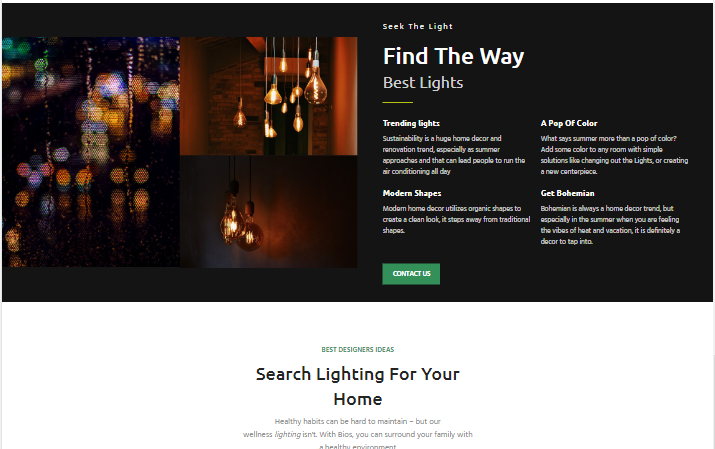 Seek The Light
Find The Way
Best Lights
Trending lights
Sustainability is a huge home decor and
renovation trend, especially as summer
approaches and that can lead people to run the
air conditioning all day
A Pop Of Color
What says summer more than a pop of color?
Add some color to any room with simple
solutions like changing out the Lights, or creating
a new centerpiece.
Modern Shapes
Modern home decor utilizes organic shapes to
create a clean look, it steps away from traditional
shapes.
Get Bohemian
Bohemian is always a home decor trend, but
especially in the summer when you are feeling
the vibes of heat and vacation, it is definitely a
decor to tap into.
CONTACT US
BEST DESIGNERS IDEAS
Search Lighting For Your
Home
Healthy habits can be hard to maintain – but our
wellness lighting isn't. With Bios, you can surround your family with
a healthy environment